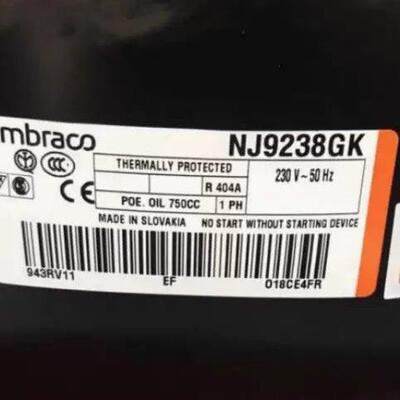 mbraco NJ9238GK
THERMALLY PROTECTED
R 404A
230 V ~ 50 Hz
POE. OIL 750CC
1 PH
MADE IN SLOVAKIA NO START WITHOUT STARTING DEVICE
943RV11 EF 018CE4FR